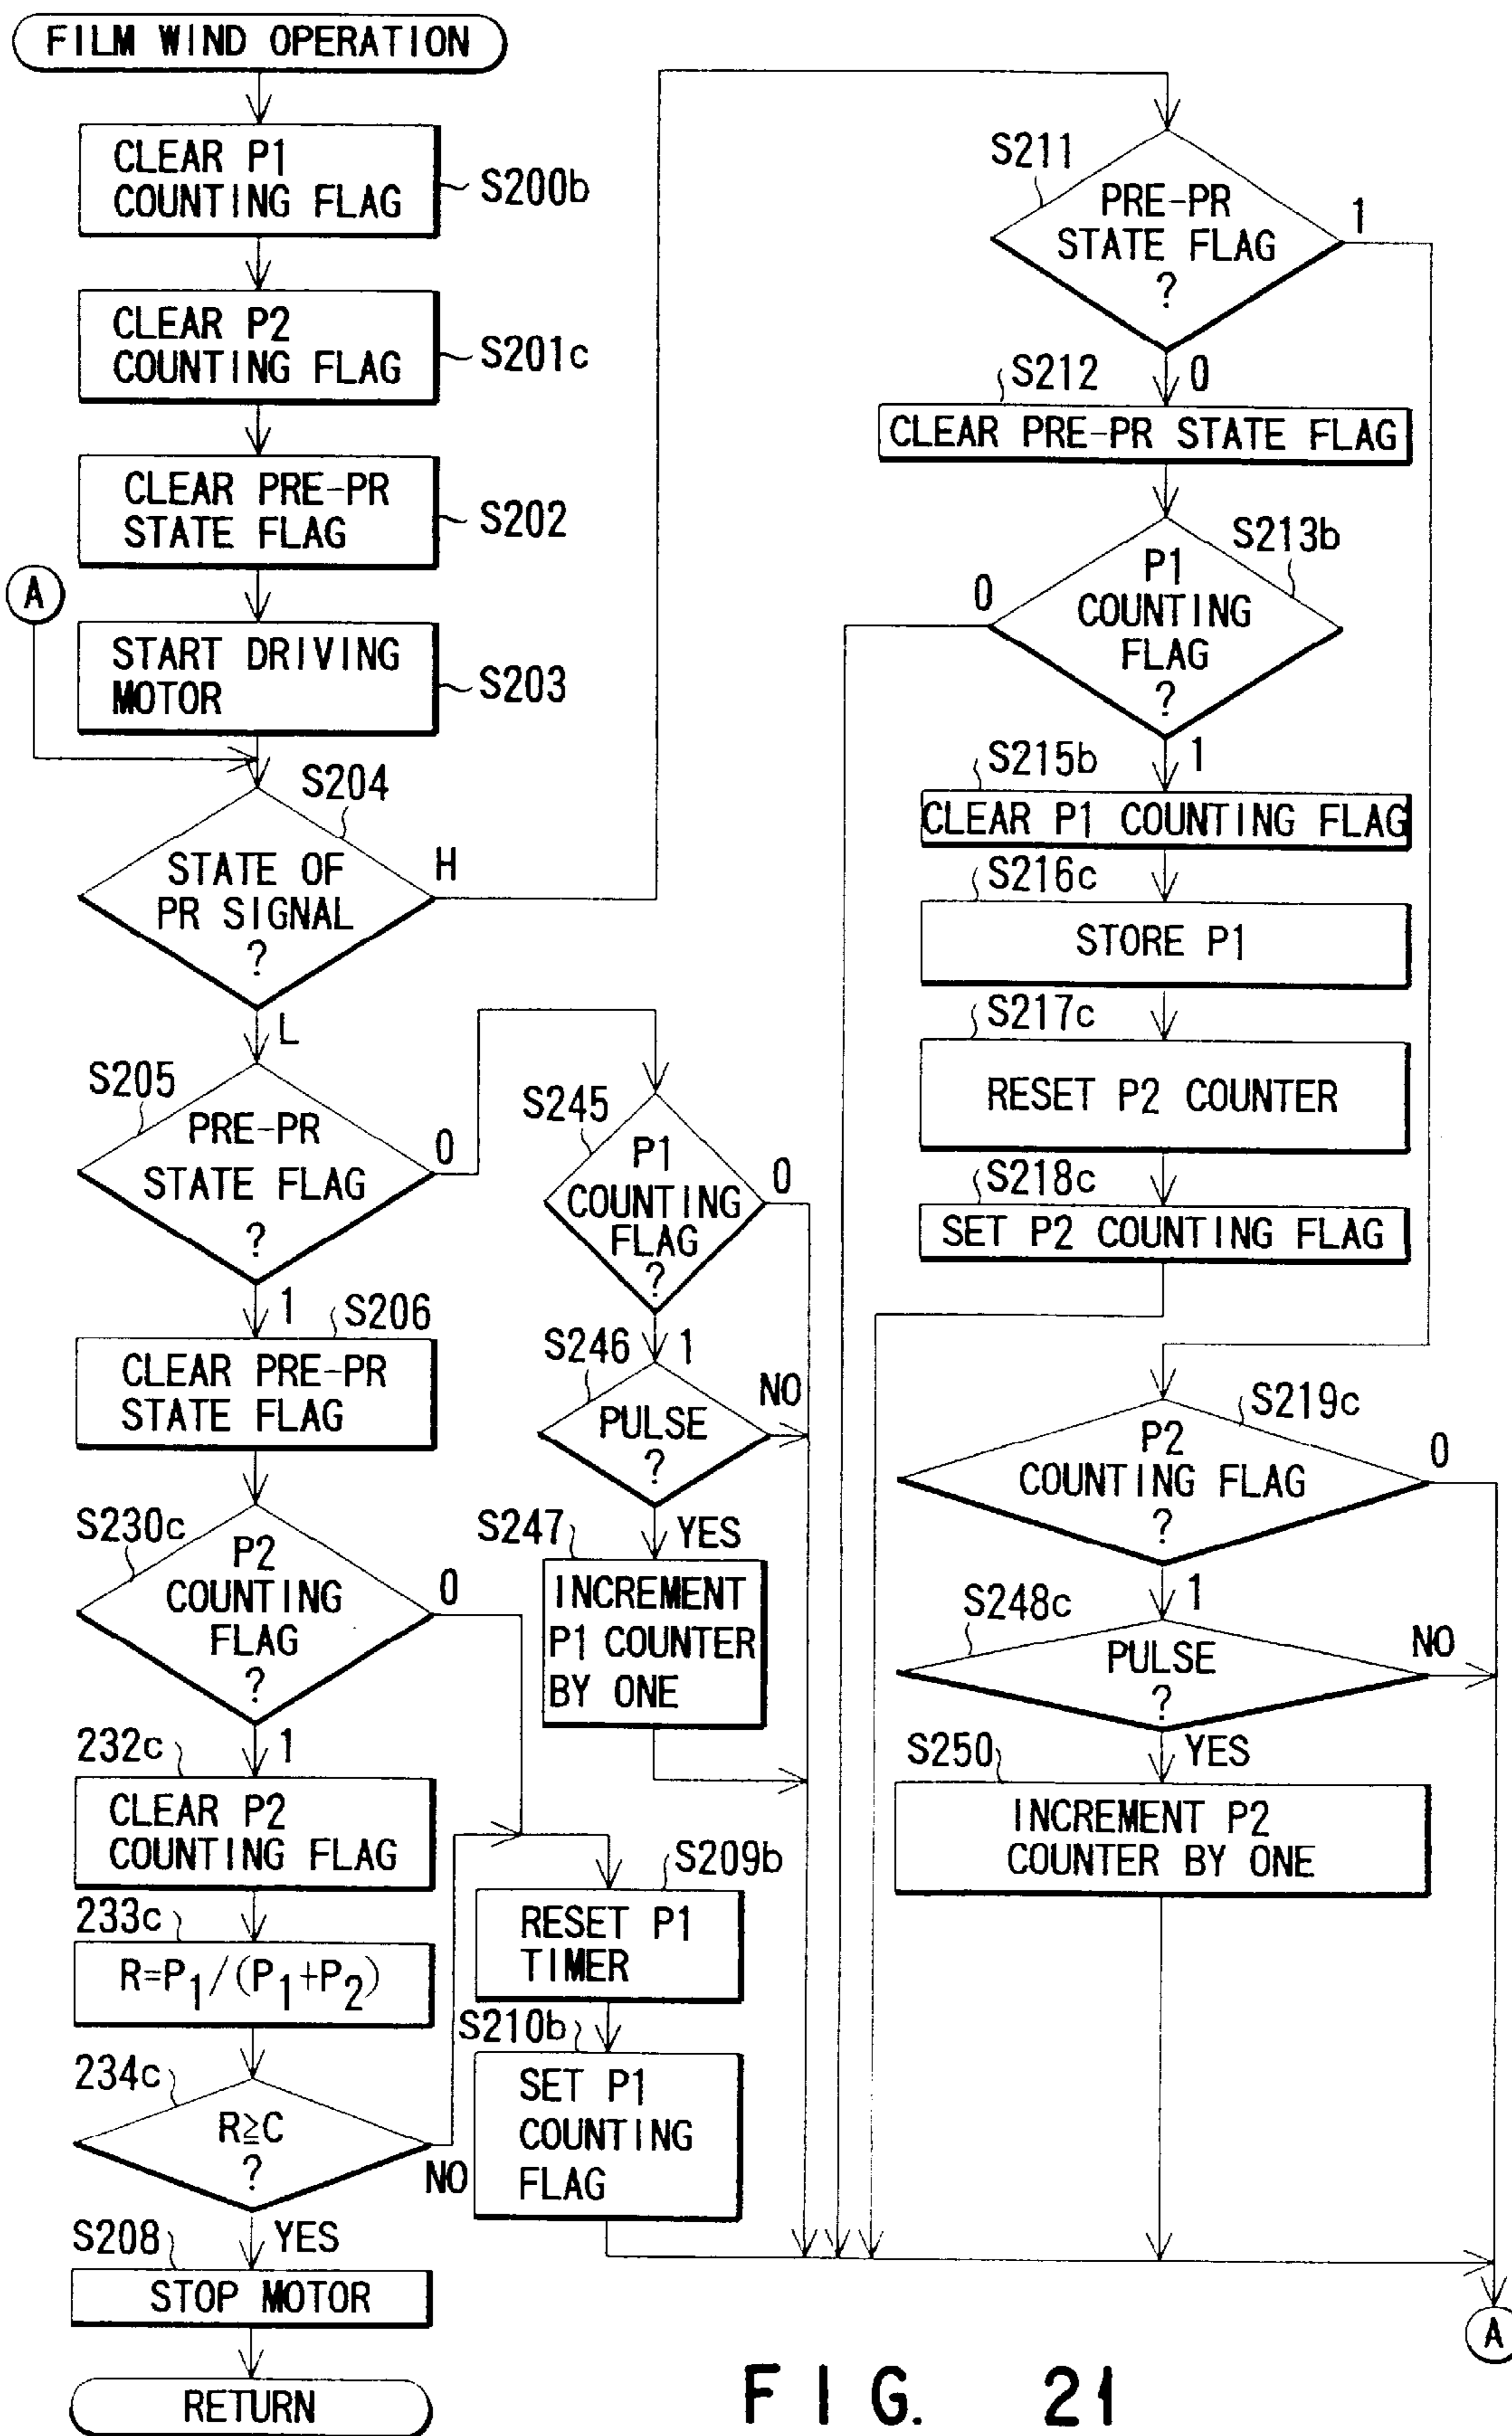 FILM WIND OPERATION
CLEAR P1
COUNTING FLAG
S200b
CLEAR P2
COUNTING FLAG
S201c
CLEAR PRE-PR
STATE FLAG
S202
A
START DRIVING
MOTOR
S203
S204
STATE OF
PR SIGNAL
?
H
L
S205
PRE-PR
STATE FLAG
?
0
1
S206
CLEAR PRE-PR
STATE FLAG
S230c
P2
COUNTING
FLAG
?
0
1
232c
CLEAR P2
COUNTING FLAG
233c
R=P1/(P1+P2)
234c
R≧C
?
NO
YES
S208
STOP MOTOR
RETURN
S245
P1
COUNTING
FLAG
?
0
1
S246
PULSE
?
NO
YES
S247
INCREMENT
P1 COUNTER
BY ONE
S209b
RESET P1
TIMER
S210b
SET P1
COUNTING
FLAG
S211
PRE-PR
STATE FLAG
?
1
0
S212
CLEAR PRE-PR STATE FLAG
S213b
P1
COUNTING
FLAG
?
0
1
S215b
CLEAR P1 COUNTING FLAG
S216c
STORE P1
S217c
RESET P2 COUNTER
S218c
SET P2 COUNTING FLAG
S219c
P2
COUNTING FLAG
?
0
1
S248c
PULSE
?
NO
YES
S250
INCREMENT P2
COUNTER BY ONE
A
FIG. 21